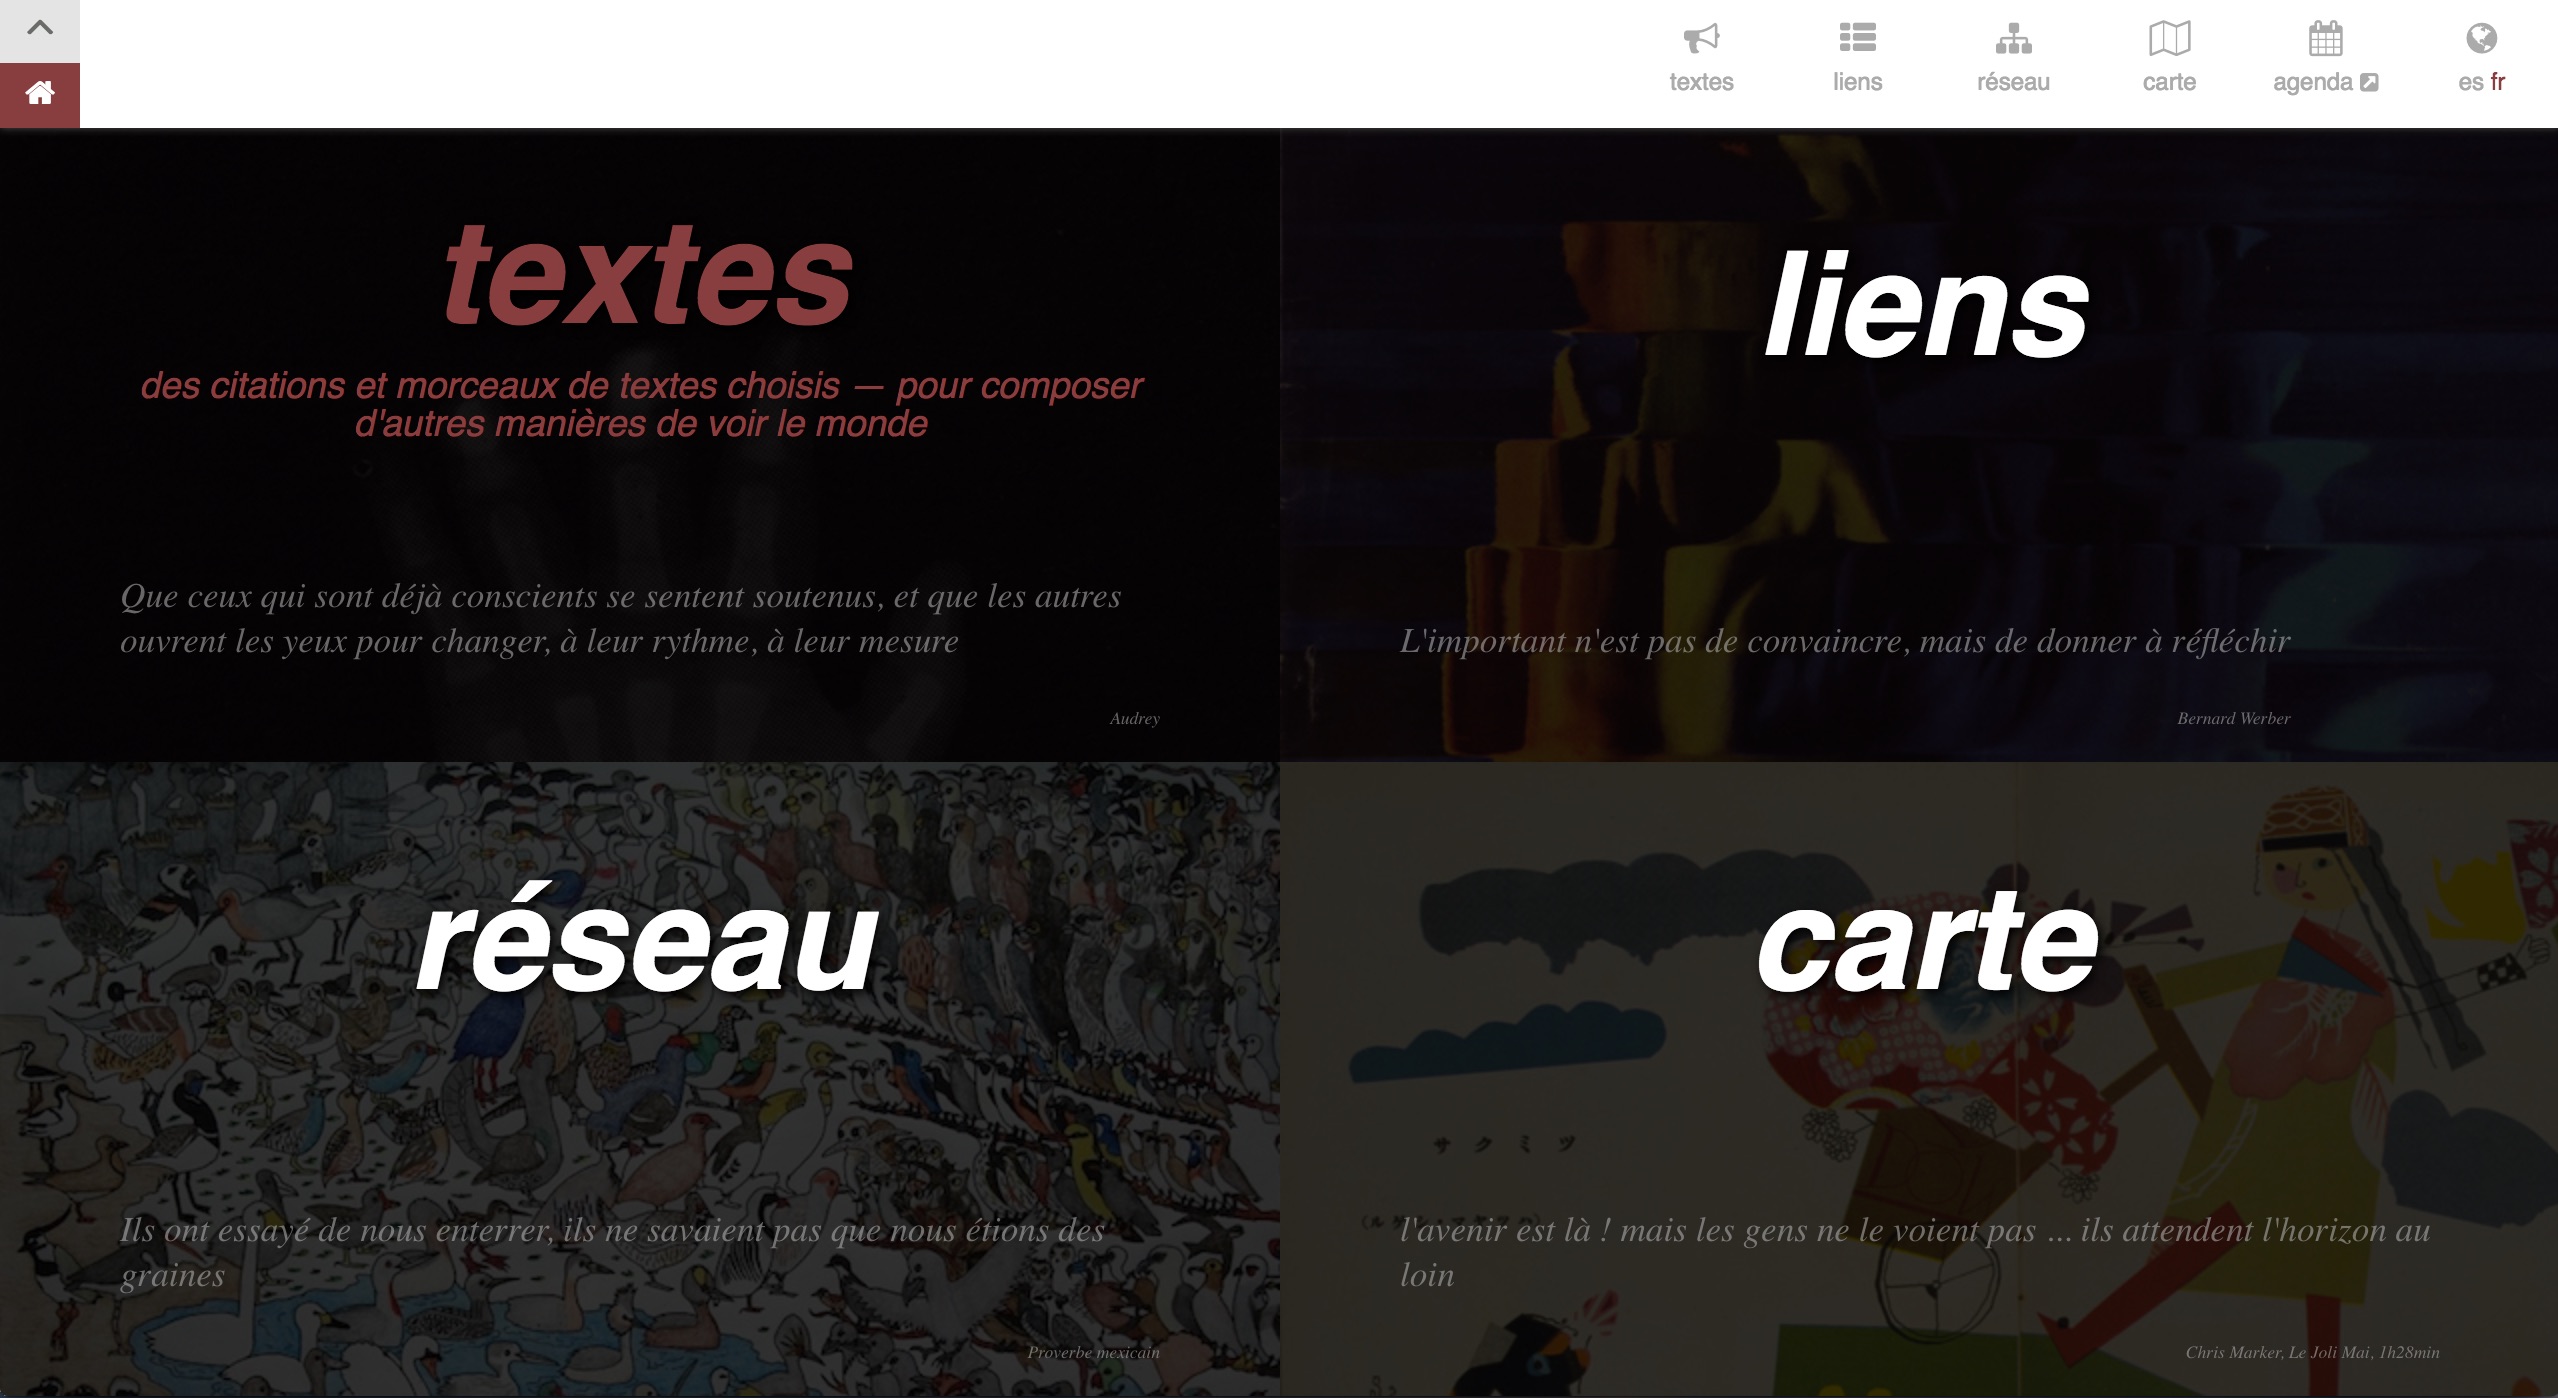 textes
liens
réseau
carte
agenda
es fr
textes
des citations et morceaux de textes choisis — pour composer
d'autres manières de voir le monde
Que ceux qui sont déjà conscients se sentent soutenus, et que les autres
ouvrent les yeux pour changer, à leur rythme, à leur mesure
Audrey
liens
L'important n'est pas de convaincre, mais de donner à réfléchir
Bernard Werber
réseau
Ils ont essayé de nous enterrer, ils ne savaient pas que nous étions des
graines
Proverbe mexicain
carte
サクミツ
l'avenir est là ! mais les gens ne le voient pas ... ils attendent l'horizon au
loin
Chris Marker, Le Joli Mai, 1h28min